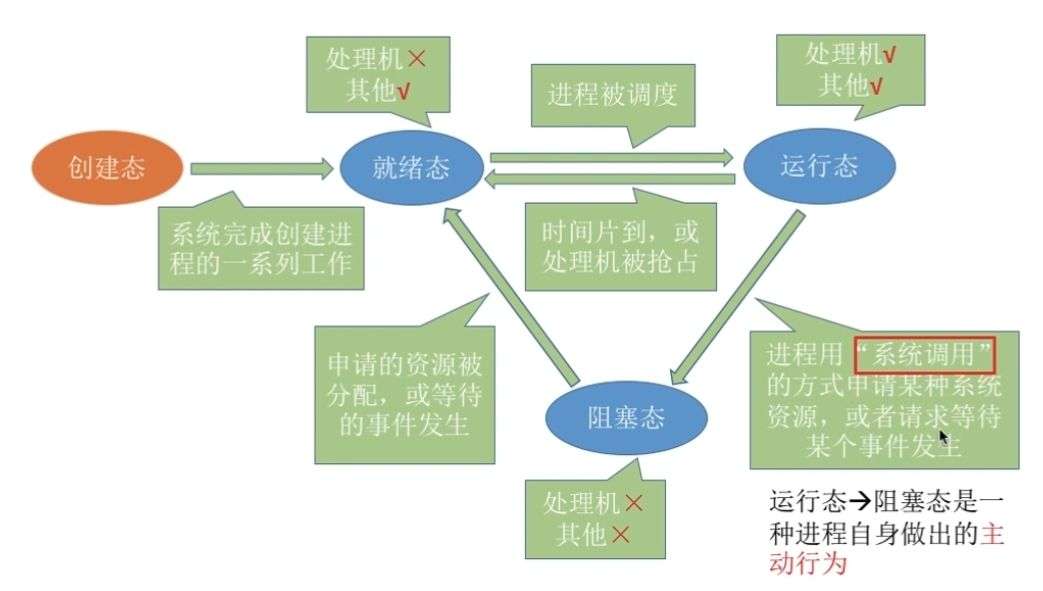 处理机×
其他√
进程被调度
处理机√
其他√
创建态
就绪态
运行态
系统完成创建进
程的一系列工作
时间片到，或
处理机被抢占
申请的资源被
分配，或等待
的事件发生
进程用“系统调用”
的方式申请某种系统
资源，或者请求等待
某个事件发生
阻塞态
处理机×
其他×
运行态→阻塞态是一
种进程自身做出的主
动行为